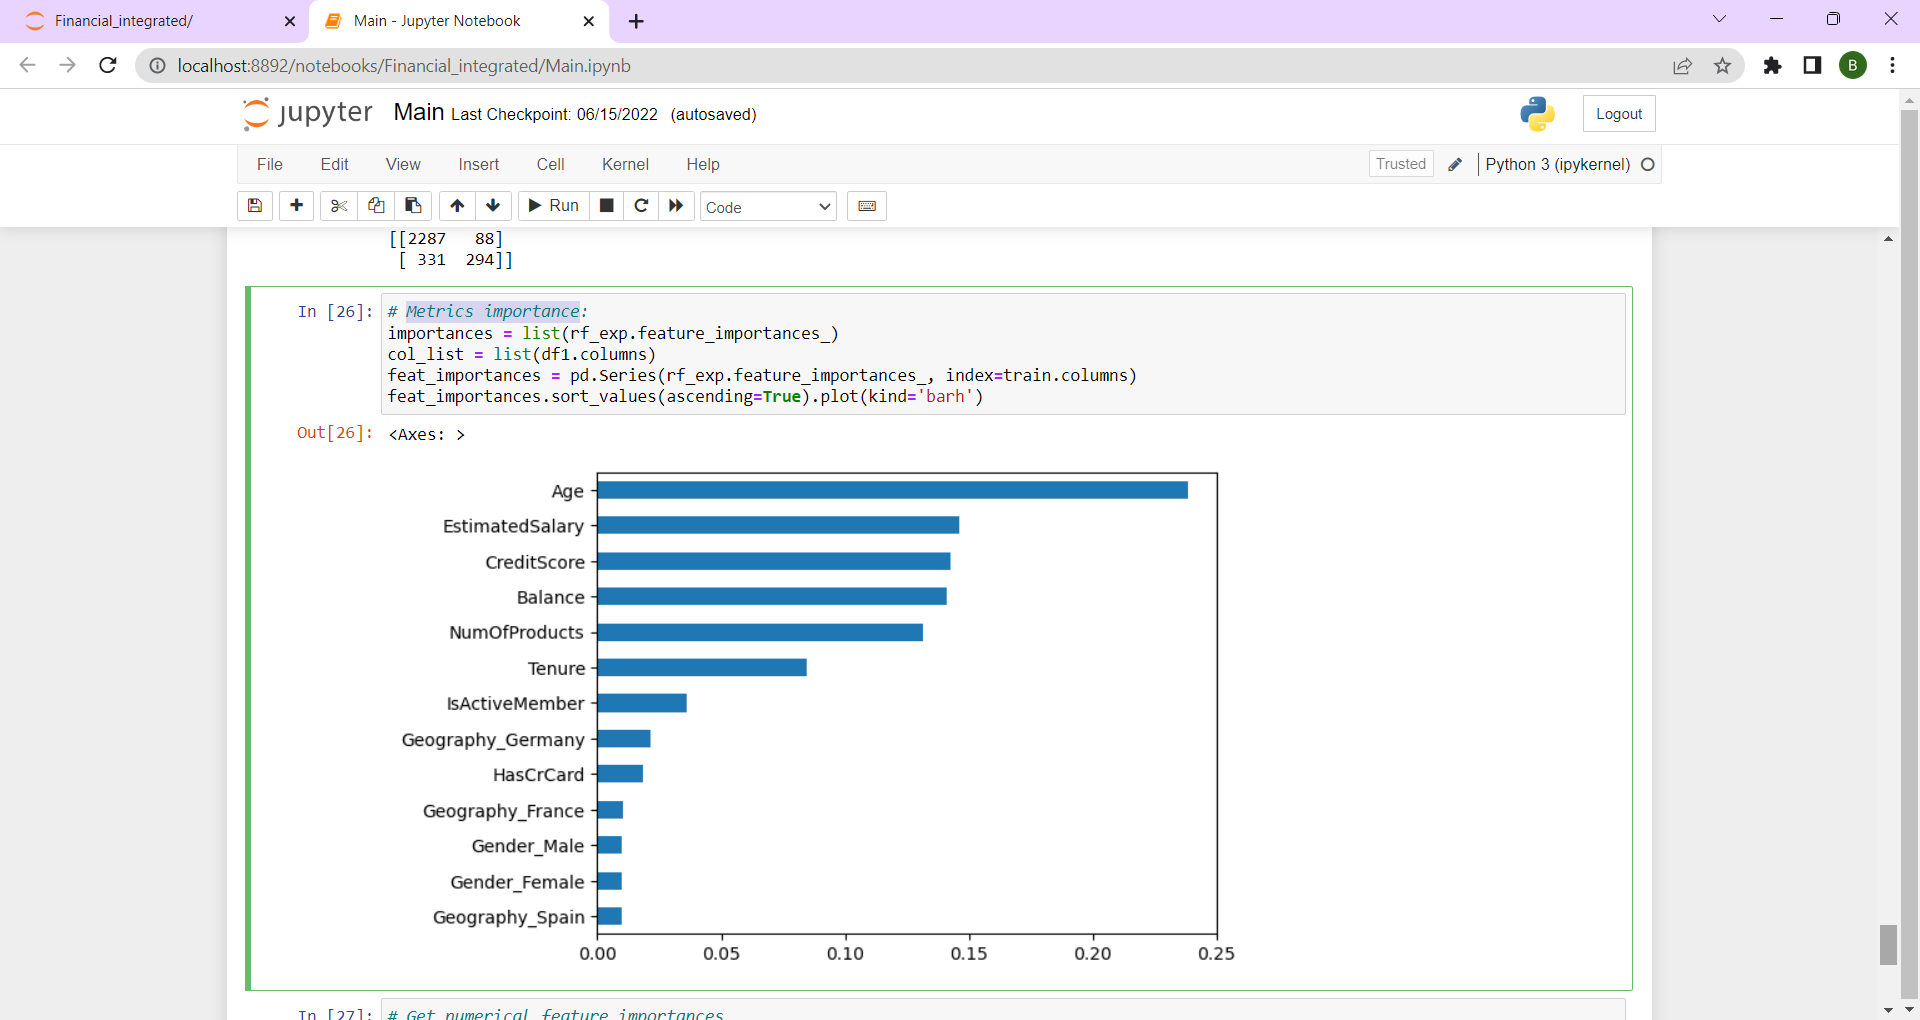 Financial_integrated/
Main - Jupyter Notebook
localhost:8892/notebooks/Financial_integrated/Main.ipynb
B
jupyter Main Last Checkpoint: 06/15/2022 (autosaved)
Logout
File Edit View Insert Cell Kernel Help
Trusted Python 3 (ipykernel)
Run Code
[[2287   88]
[ 331  294]]
In [26]: # Metrics importance:
importances = list(rf_exp.feature_importances_)
col_list = list(df1.columns)
feat_importances = pd.Series(rf_exp.feature_importances_, index=train.columns)
feat_importances.sort_values(ascending=True).plot(kind='barh')
Out[26]: <Axes: >
Age
EstimatedSalary
CreditScore
Balance
NumOfProducts
Tenure
IsActiveMember
Geography_Germany
HasCrCard
Geography_France
Gender_Male
Gender_Female
Geography_Spain
0.00 0.05 0.10 0.15 0.20 0.25
In [27]: # Get numerical feature importances